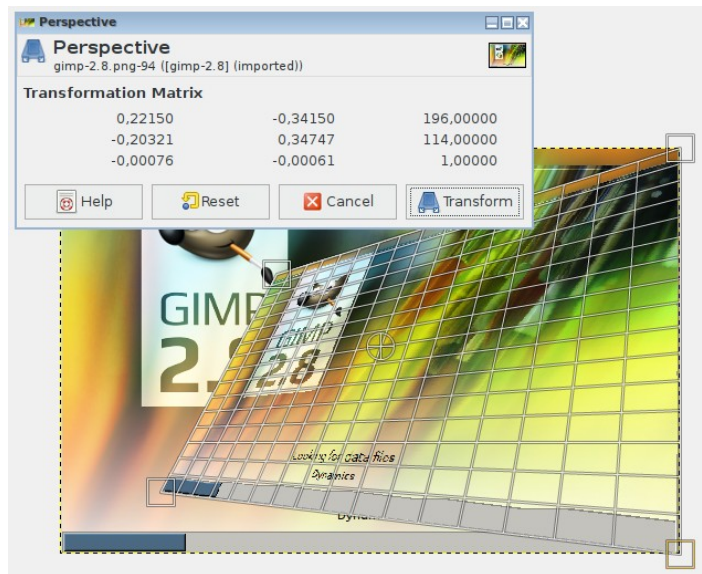 Perspective
Perspective
gimp-2.8.png-94 ([gimp-2.8] (imported))
Transformation Matrix
0,22150 -0,34150 196,00000
-0,20321 0,34747 114,00000
-0,00076 -0,00061 1,00000
Help Reset Cancel Transform
GIMP
GIMP
2.8
2.8
Looking for data files
Dynamics